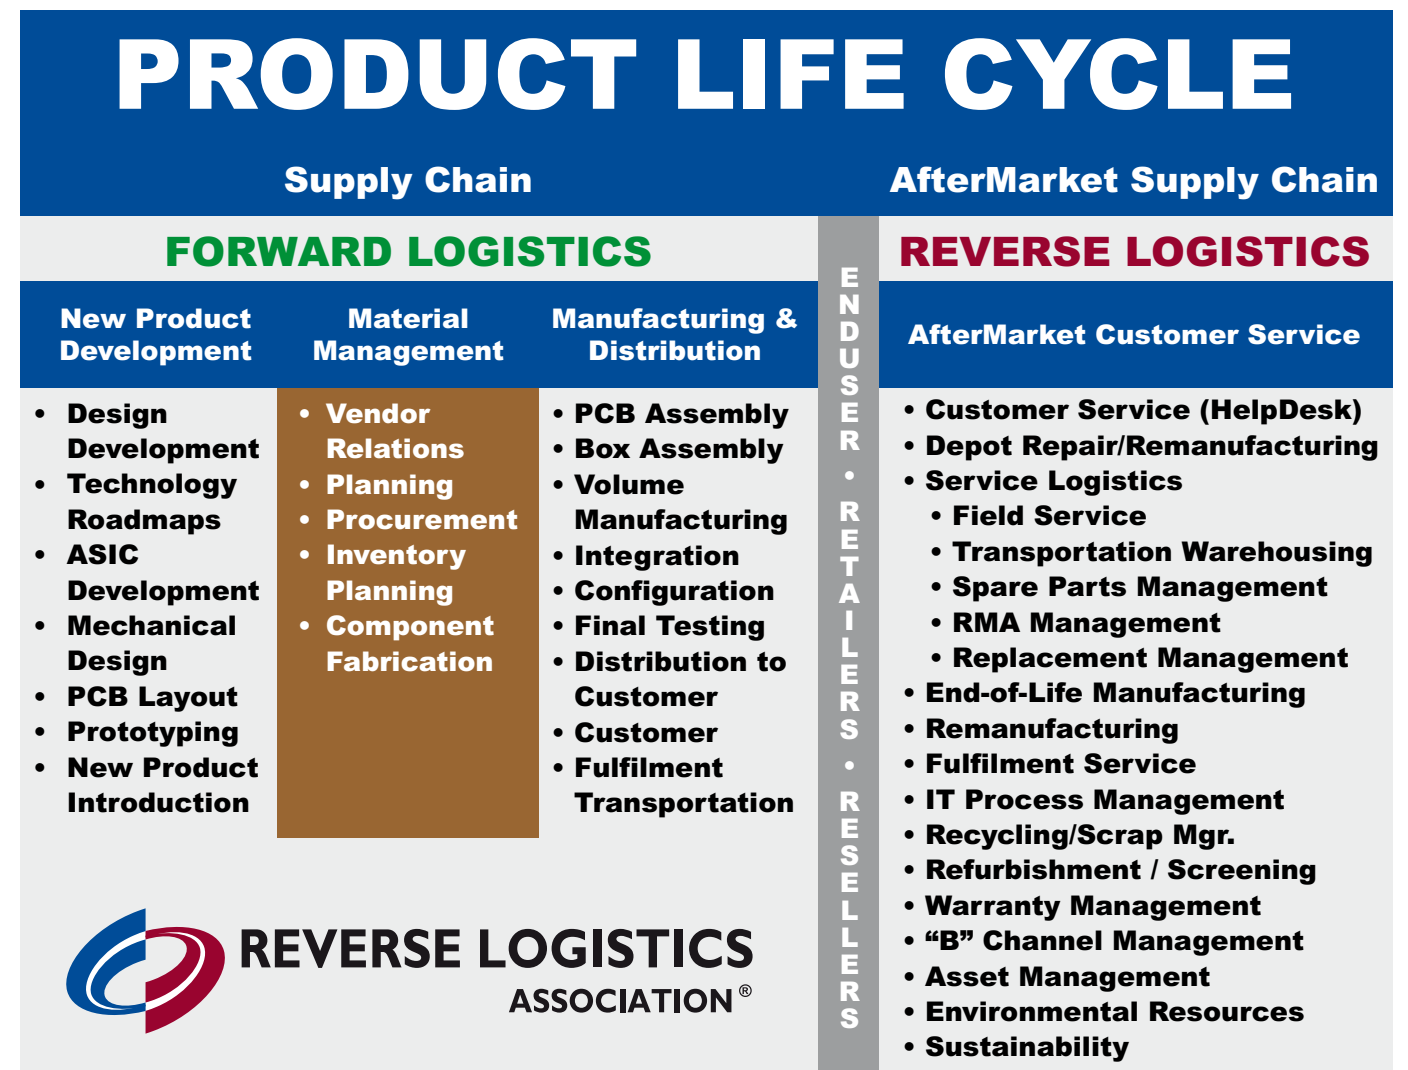 PRODUCT LIFE CYCLE
Supply Chain
AfterMarket Supply Chain
FORWARD LOGISTICS
New Product
Development
• Design
Development
• Technology
Roadmaps
• ASIC
Development
• Mechanical
Design
• PCB Layout
• Prototyping
• New Product
Introduction
Material
Management
• Vendor
Relations
• Planning
• Procurement
• Inventory
Planning
• Component
Fabrication
Manufacturing &
Distribution
• PCB Assembly
• Box Assembly
• Volume
Manufacturing
• Integration
• Configuration
• Final Testing
• Distribution to
Customer
• Customer
• Fulfilment
Transportation
ENDUSER • RETAILERS • RESELLERS
REVERSE LOGISTICS
AfterMarket Customer Service
• Customer Service (HelpDesk)
• Depot Repair/Remanufacturing
• Service Logistics
• Field Service
• Transportation Warehousing
• Spare Parts Management
• RMA Management
• Replacement Management
• End-of-Life Manufacturing
• Remanufacturing
• Fulfilment Service
• IT Process Management
• Recycling/Scrap Mgr.
• Refurbishment / Screening
• Warranty Management
• “B” Channel Management
• Asset Management
• Environmental Resources
• Sustainability
REVERSE LOGISTICS
ASSOCIATION®